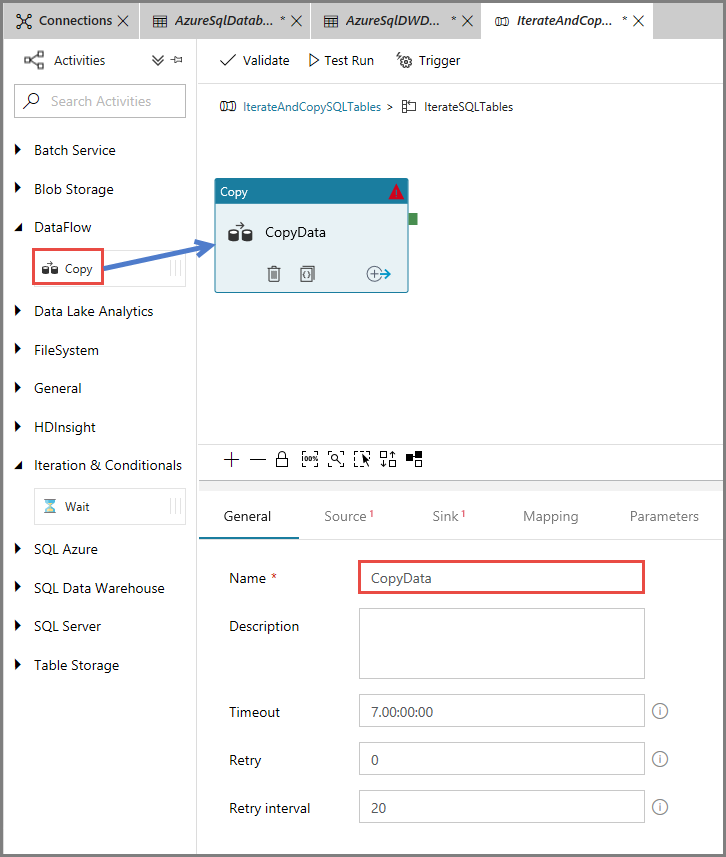 Connections
AzureSqlDatab... *
AzureSqlDWD... *
IterateAndCop... *
Activities
Validate
Test Run
Trigger
Search Activities
IterateAndCopySQLTables > IterateSQLTables
Batch Service
Blob Storage
DataFlow
Copy
Data Lake Analytics
FileSystem
General
HDInsight
Iteration & Conditionals
Wait
SQL Azure
SQL Data Warehouse
SQL Server
Table Storage
Copy
CopyData
100%
General
Source 1
Sink 1
Mapping
Parameters
Name *
CopyData
Description
Timeout
7.00:00:00
Retry
0
Retry interval
20